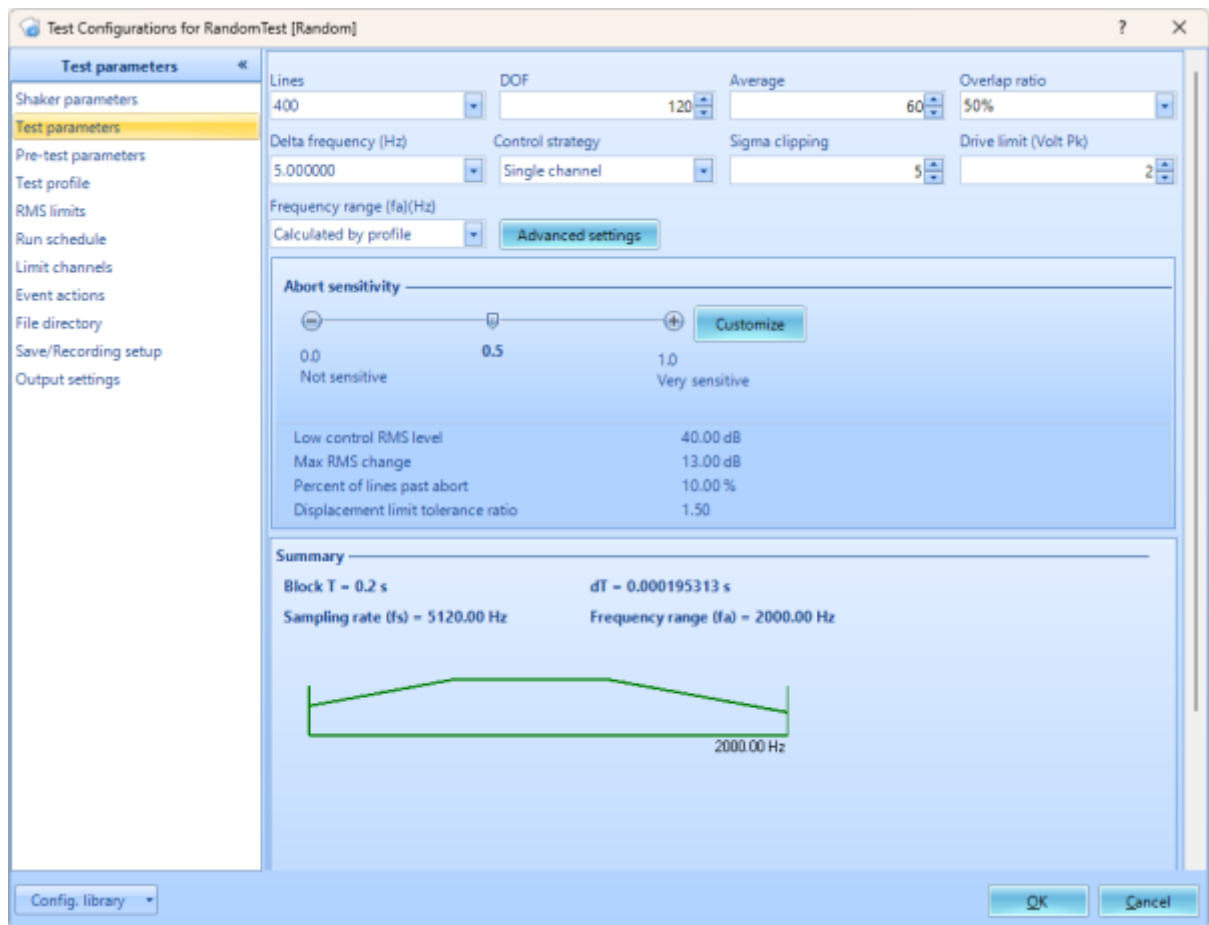 Test Configurations for RandomTest [Random]
?
Test parameters «
Shaker parameters
Test parameters
Pre-test parameters
Test profile
RMS limits
Run schedule
Limit channels
Event actions
File directory
Save/Recording setup
Output settings
Lines DOF Average Overlap ratio
400 120 60 50%
Delta frequency (Hz) Control strategy Sigma clipping Drive limit (Volt Pk)
5.000000 Single channel 5 2
Frequency range (fa)(Hz)
Calculated by profile Advanced settings
Abort sensitivity
Customize
0.0 0.5 1.0
Not sensitive Very sensitive
Low control RMS level 40.00 dB
Max RMS change 13.00 dB
Percent of lines past abort 10.00 %
Displacement limit tolerance ratio 1.50
Summary
Block T = 0.2 s dT = 0.000195313 s
Sampling rate (fs) = 5120.00 Hz Frequency range (fa) = 2000.00 Hz
2000.00 Hz
Config. library OK Cancel